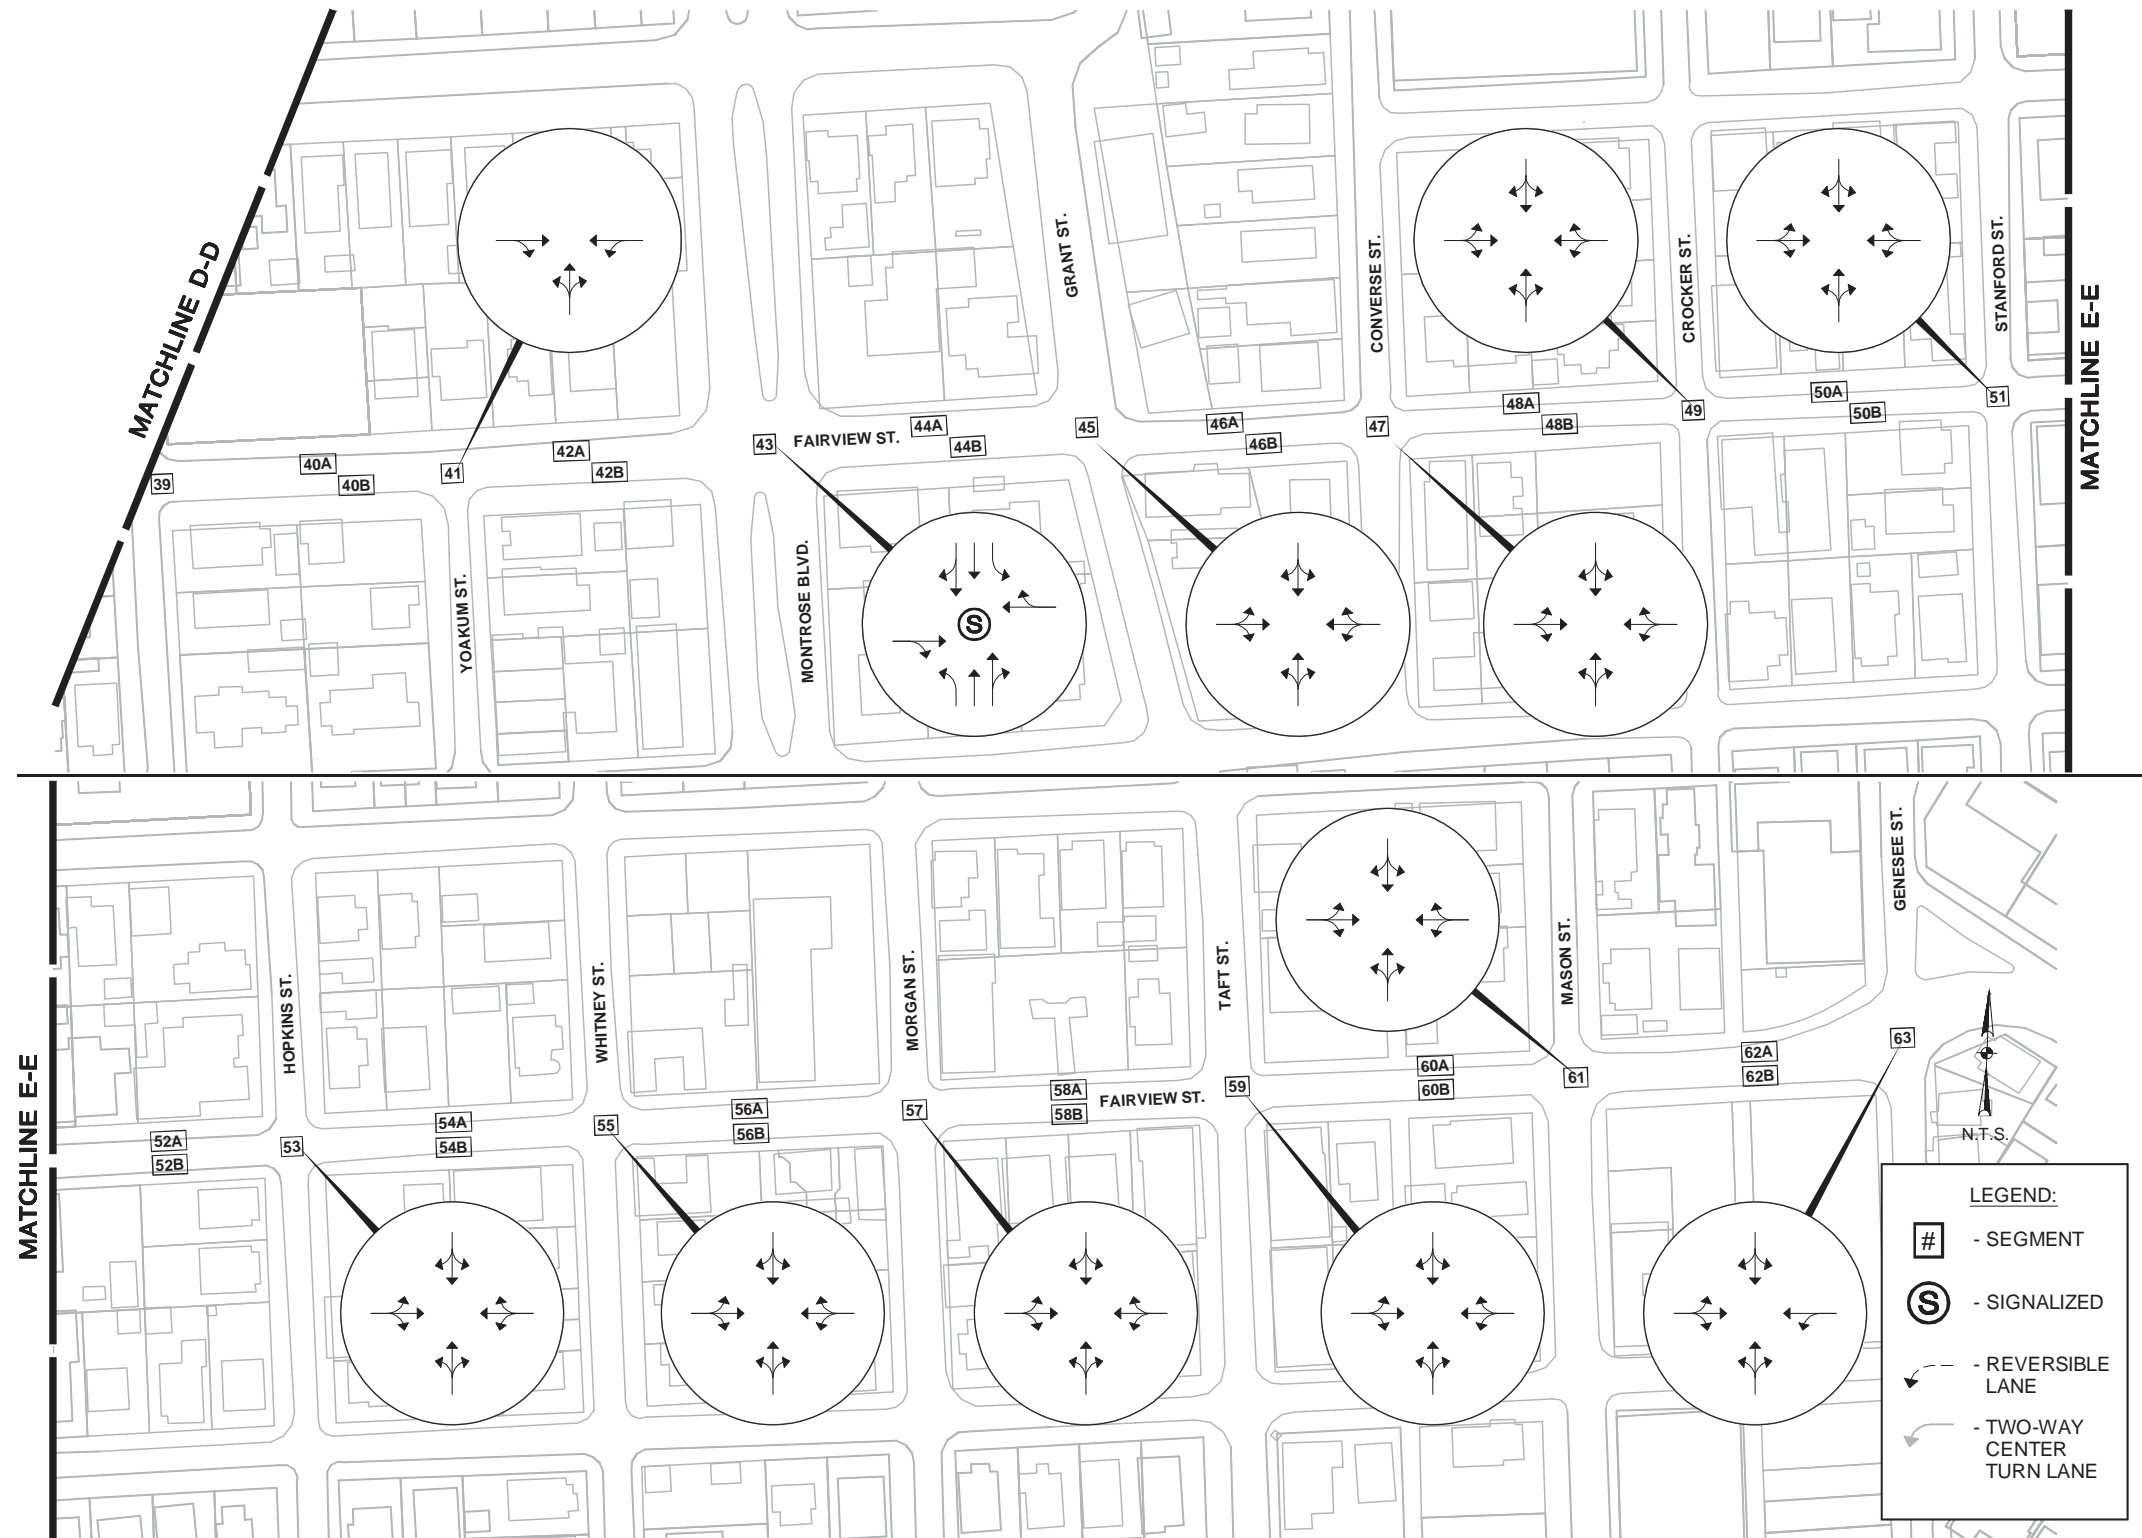 MATCHLINE D-D
GRANT ST.
CONVERSE ST.
CROCKER ST.
STANFORD ST.
MATCHLINE E-E
39
40A
40B
41
42A
42B
43
FAIRVIEW ST.
44A
44B
45
46A
46B
47
48A
48B
49
50A
50B
51
YOAKUM ST.
MONTROSE BLVD.
S
MATCHLINE E-E
HOPKINS ST.
WHITNEY ST.
MORGAN ST.
TAFT ST.
MASON ST.
GENESEE ST.
52A
52B
53
54A
54B
55
56A
56B
57
58A
58B
FAIRVIEW ST.
59
60A
60B
61
62A
62B
63
N.T.S.
LEGEND:
# - SEGMENT
S - SIGNALIZED
- REVERSIBLE
LANE
- TWO-WAY
CENTER
TURN LANE